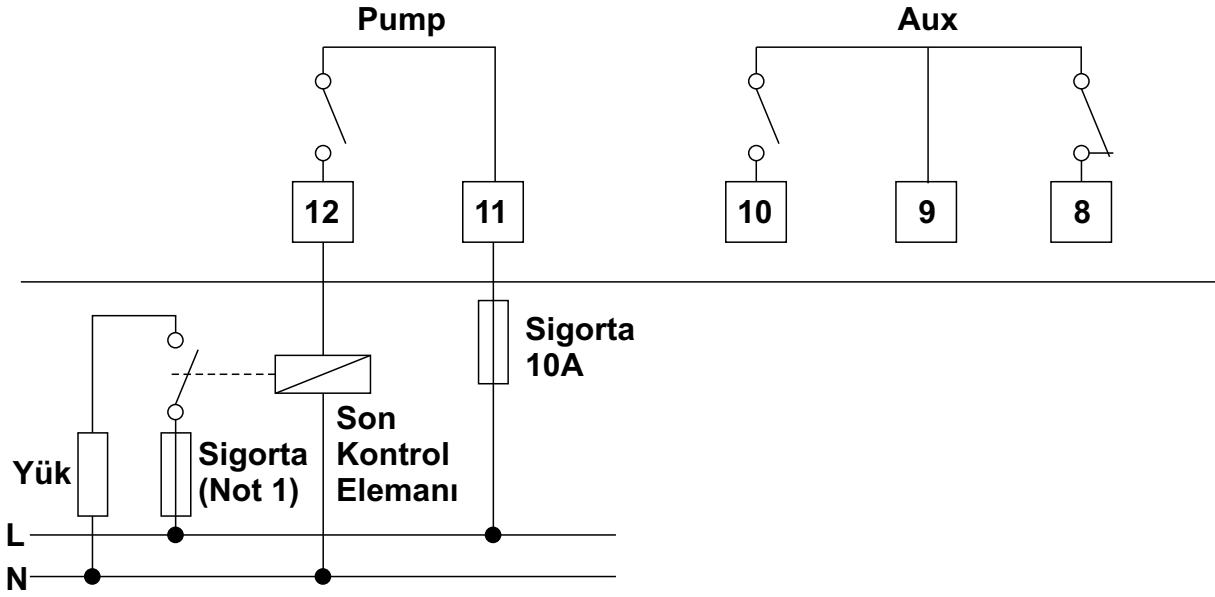 Pump
Aux
12
11
10
9
8
Sigorta
10A
Son
Kontrol
Elemanı
Sigorta
(Not 1)
Yük
L
N